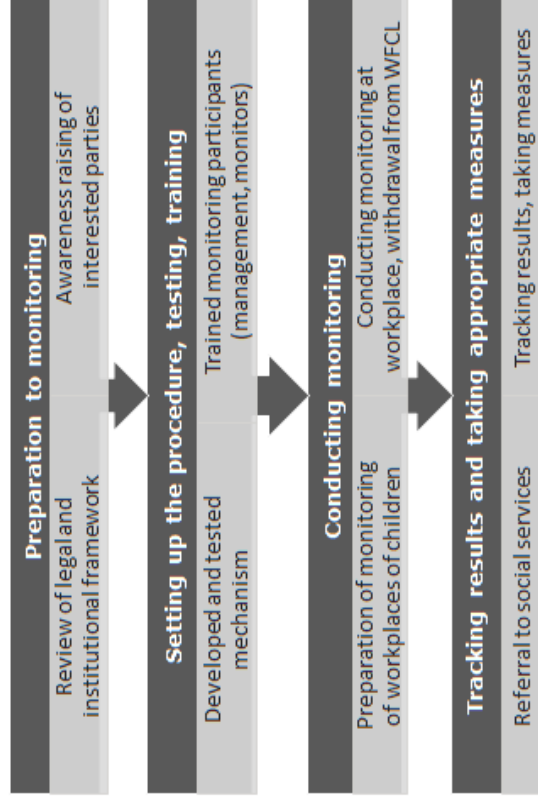 Preparation to monitoring
Review of legal and
institutional framework
Awareness raising of
interested parties
Setting up the procedure, testing, training
Developed and tested
mechanism
Trained monitoring participants
(management, monitors)
Conducting monitoring
Preparation of monitoring
of workplaces of children
Conducting monitoring at
workplace, withdrawal from WFCL
Tracking results and taking appropriate measures
Referral to social services
Tracking results, taking measures